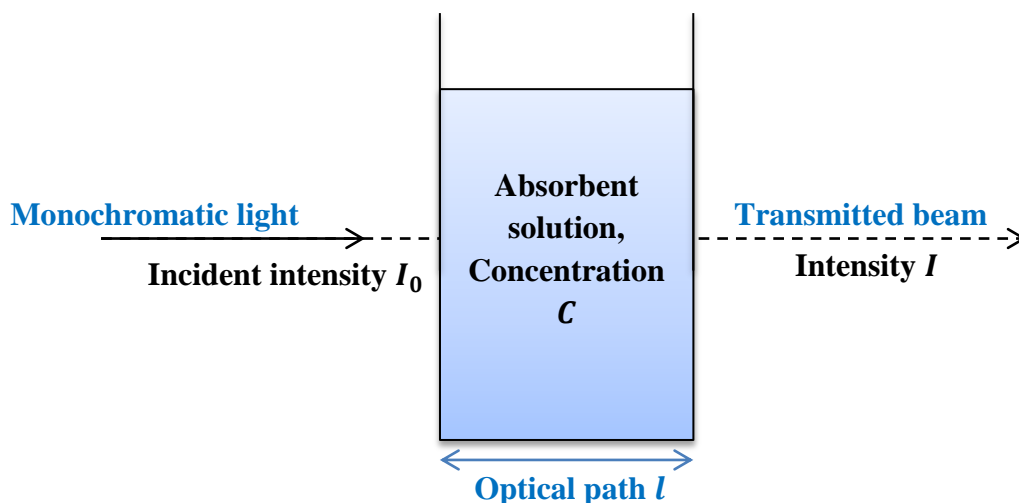 Monochromatic light
Incident intensity I₀
Absorbent
solution,
Concentration
C
Transmitted beam
Intensity I
Optical path l